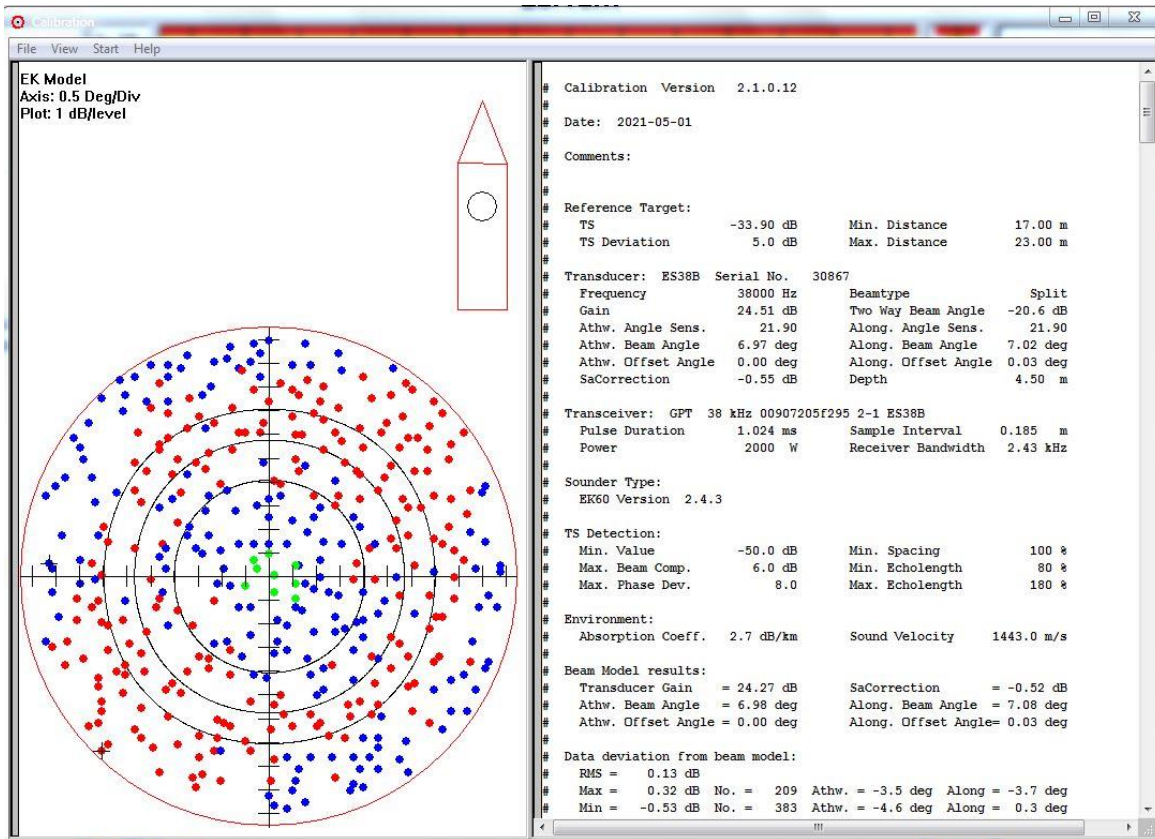 Calibration
File View Start Help
EK Model
Axis: 0.5 Deg/Div
Plot: 1 dB/level
# Calibration Version 2.1.0.12
#
# Date: 2021-05-01
#
# Comments:
#
#
# Reference Target:
# TS -33.90 dB Min. Distance 17.00 m
# TS Deviation 5.0 dB Max. Distance 23.00 m
#
# Transducer: ES38B Serial No. 30867
# Frequency 38000 Hz Beamtype Split
# Gain 24.51 dB Two Way Beam Angle -20.6 dB
# Athw. Angle Sens. 21.90 Along. Angle Sens. 21.90
# Athw. Beam Angle 6.97 deg Along. Beam Angle 7.02 deg
# Athw. Offset Angle 0.00 deg Along. Offset Angle 0.03 deg
# SaCorrection -0.55 dB Depth 4.50 m
#
# Transceiver: GPT 38 kHz 00907205f295 2-1 ES38B
# Pulse Duration 1.024 ms Sample Interval 0.185 m
# Power 2000 W Receiver Bandwidth 2.43 kHz
#
# Sounder Type:
# EK60 Version 2.4.3
#
# TS Detection:
# Min. Value -50.0 dB Min. Spacing 100 %
# Max. Beam Comp. 6.0 dB Min. Echolength 80 %
# Max. Phase Dev. 8.0 Max. Echolength 180 %
#
# Environment:
# Absorption Coeff. 2.7 dB/km Sound Velocity 1443.0 m/s
#
# Beam Model results:
# Transducer Gain = 24.27 dB SaCorrection = -0.52 dB
# Athw. Beam Angle = 6.98 deg Along. Beam Angle = 7.08 deg
# Athw. Offset Angle = 0.00 deg Along. Offset Angle= 0.03 deg
#
# Data deviation from beam model:
# RMS = 0.13 dB
# Max = 0.32 dB No. = 209 Athw. = -3.5 deg Along = -3.7 deg
# Min = -0.53 dB No. = 383 Athw. = -4.6 deg Along = 0.3 deg